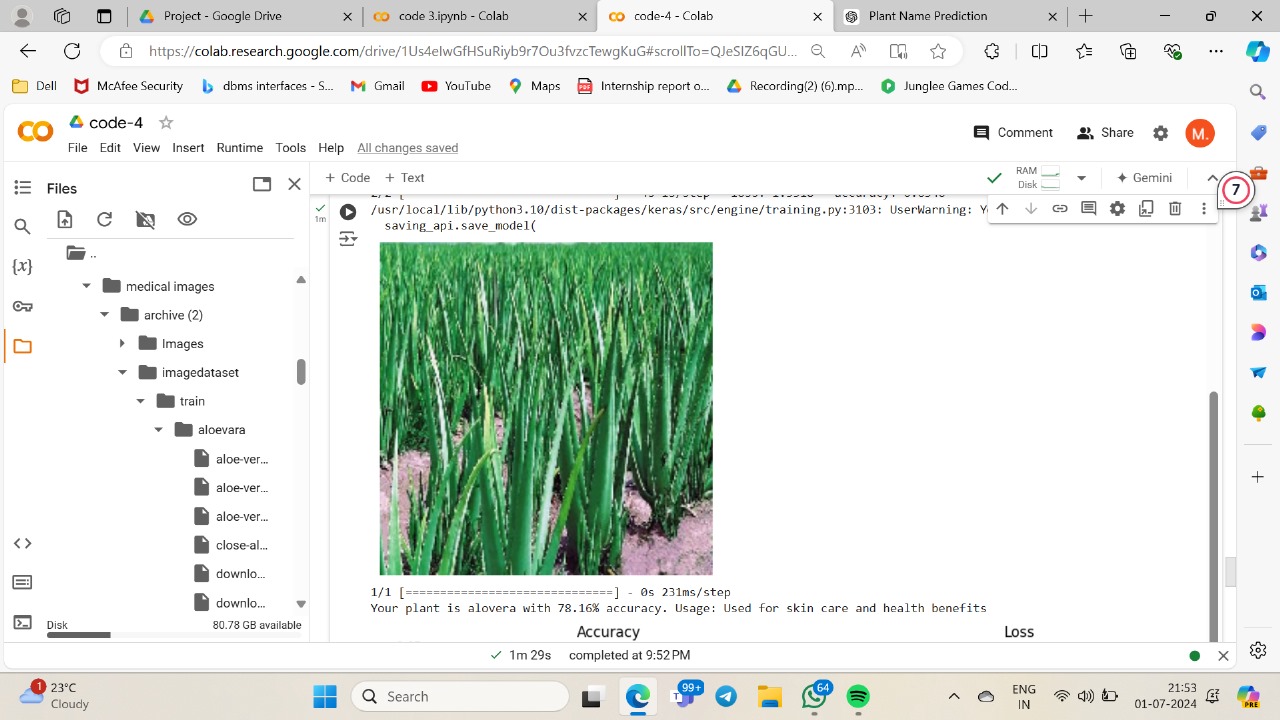 Project - Google Drive
code 3.ipynb - Colab
code-4 - Colab
Plant Name Prediction
https://colab.research.google.com/drive/1Us4eIwGfHSuRiyb9r7Ou3fvzcTewgKuG#scrollTo=QJeSIZ6qGU...
Dell
McAfee Security
dbms interfaces - S...
Gmail
YouTube
Maps
Internship report o...
Recording(2) (6).mp...
Junglee Games Cod...
code-4
Comment
Share
M.
File Edit View Insert Runtime Tools Help All changes saved
Files
+ Code + Text
RAM
Disk
Gemini
7
1m
/usr/local/lib/python3.10/dist-packages/keras/src/engine/training.py:3103: UserWarning: Y
saving_api.save_model(
{x}
..
medical images
archive (2)
Images
imagedataset
train
aloevara
aloe-ver...
aloe-ver...
aloe-ver...
close-al...
downlo...
downlo...
Disk
80.78 GB available
1/1 [==============================] - 0s 231ms/step
Your plant is alovera with 78.16% accuracy. Usage: Used for skin care and health benefits
Accuracy
Loss
1m 29s completed at 9:52 PM
1
23°C
Cloudy
Search
99+
64
ENG
IN
21:53
01-07-2024
PRE